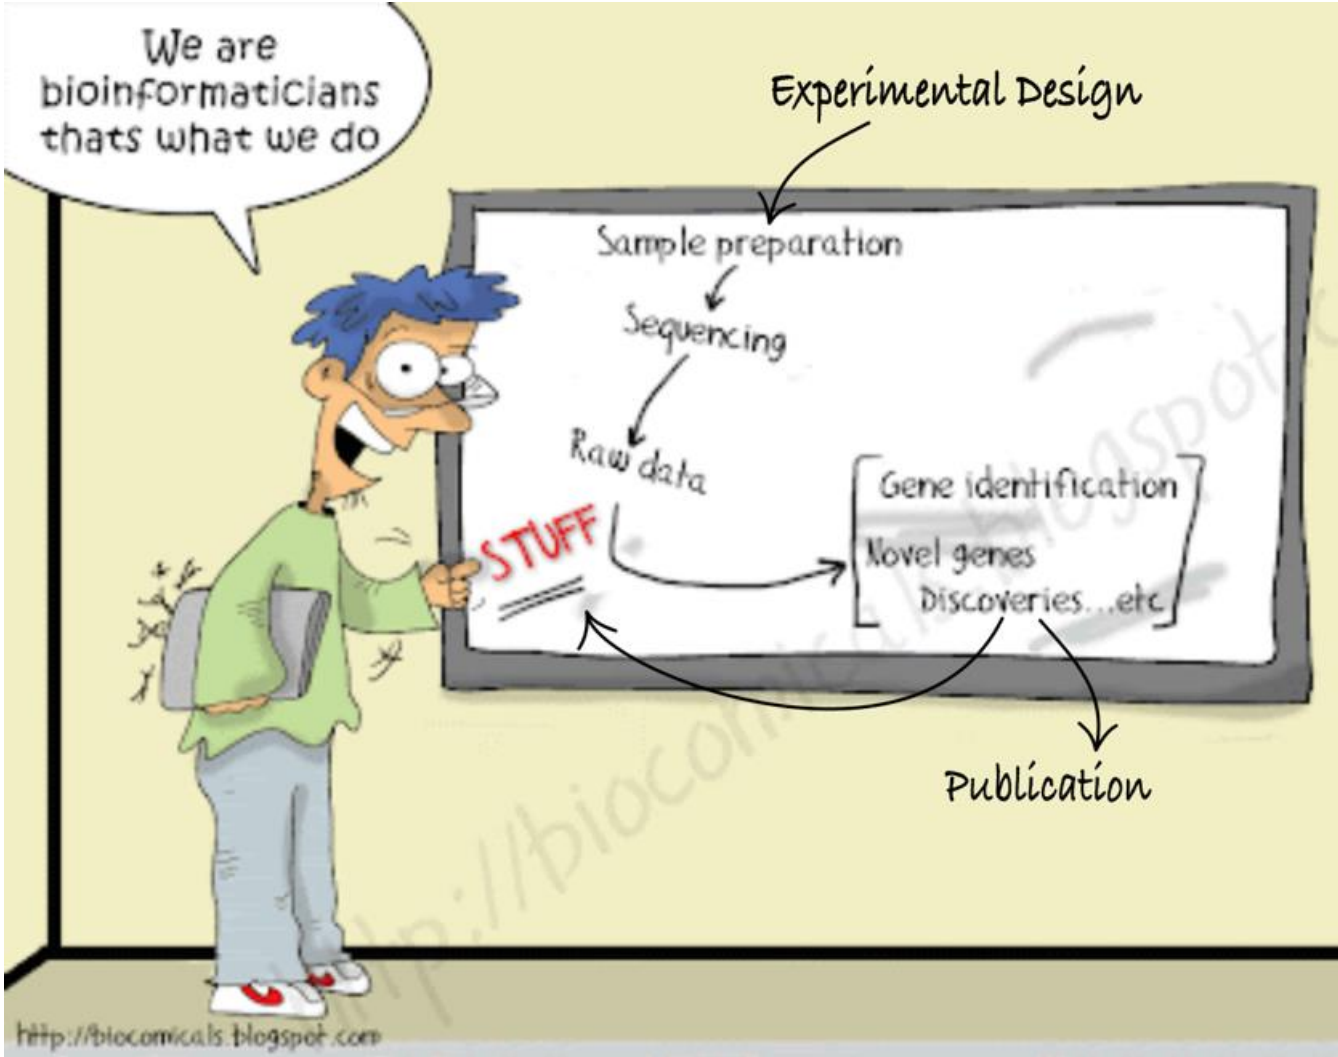 We are
bioinformaticians
thats what we do
Experimental Design
Sample preparation
Sequencing
Raw data
STUFF
Gene identification
Novel genes
Discoveries...etc
Publication
http://biocomicals.blogspot.com
http://biocomicals.blogspot.c